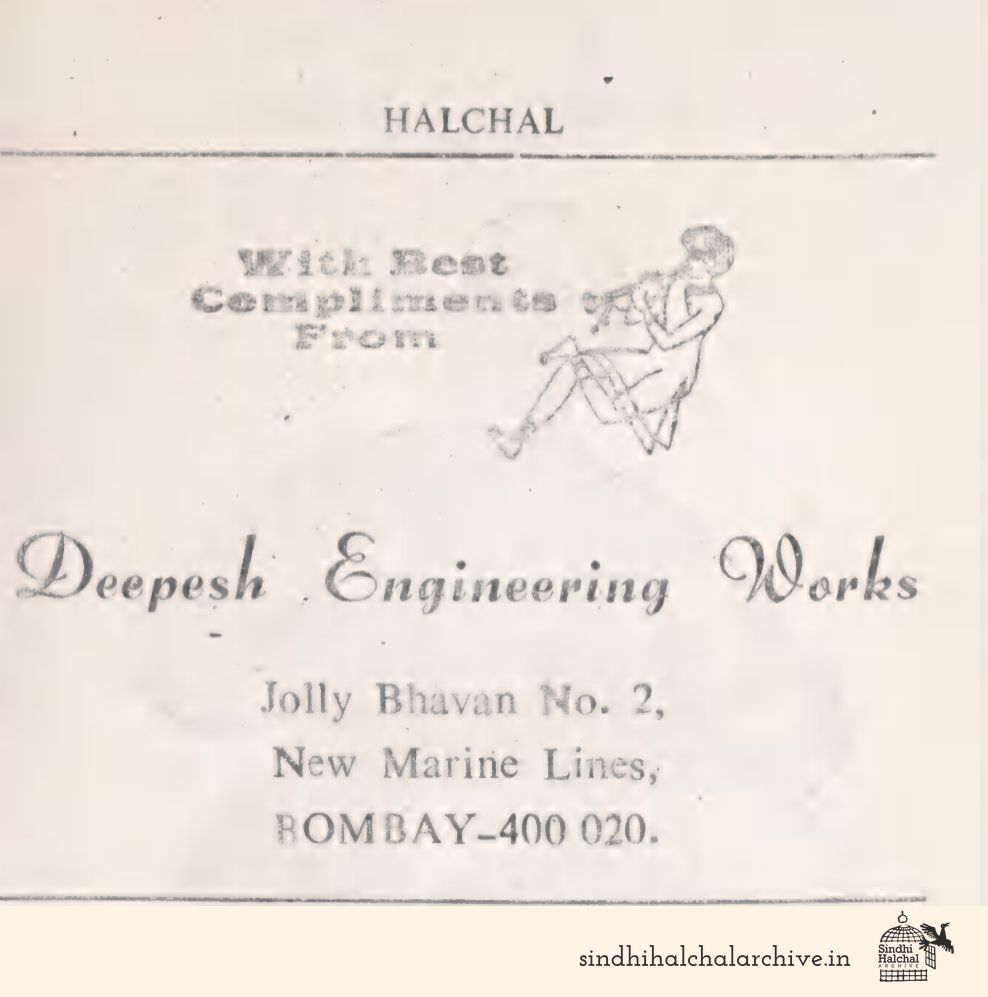 HALCHAL
With Best
Compliments
From
Deepesh Engineering Works
Jolly Bhavan No. 2,
New Marine Lines,
BOMBAY-400 020.
sindhihalchalarchive.in
Sindhi
Halchal
ARCHIVE